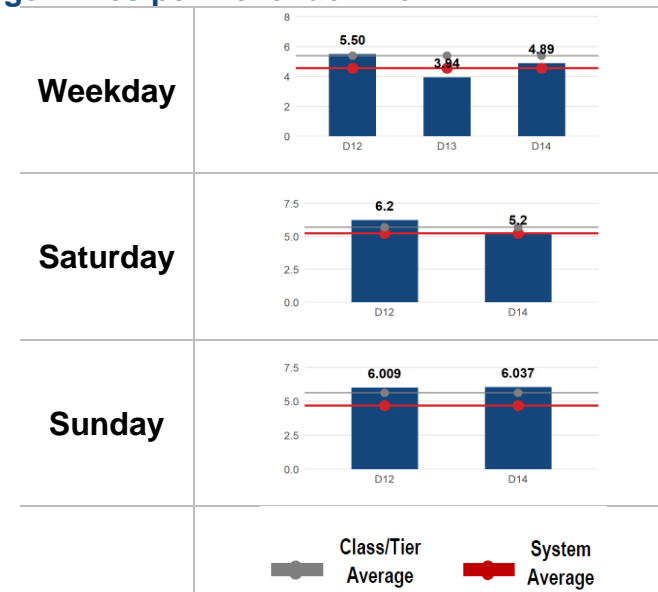 Weekday
8
6
4
2
0
5.50
3.94
4.89
D12 D13 D14
Saturday
7.5
5.0
2.5
0.0
6.2
5.2
D12 D14
Sunday
7.5
5.0
2.5
0.0
6.009
6.037
D12 D14
Class/Tier
Average
System
Average